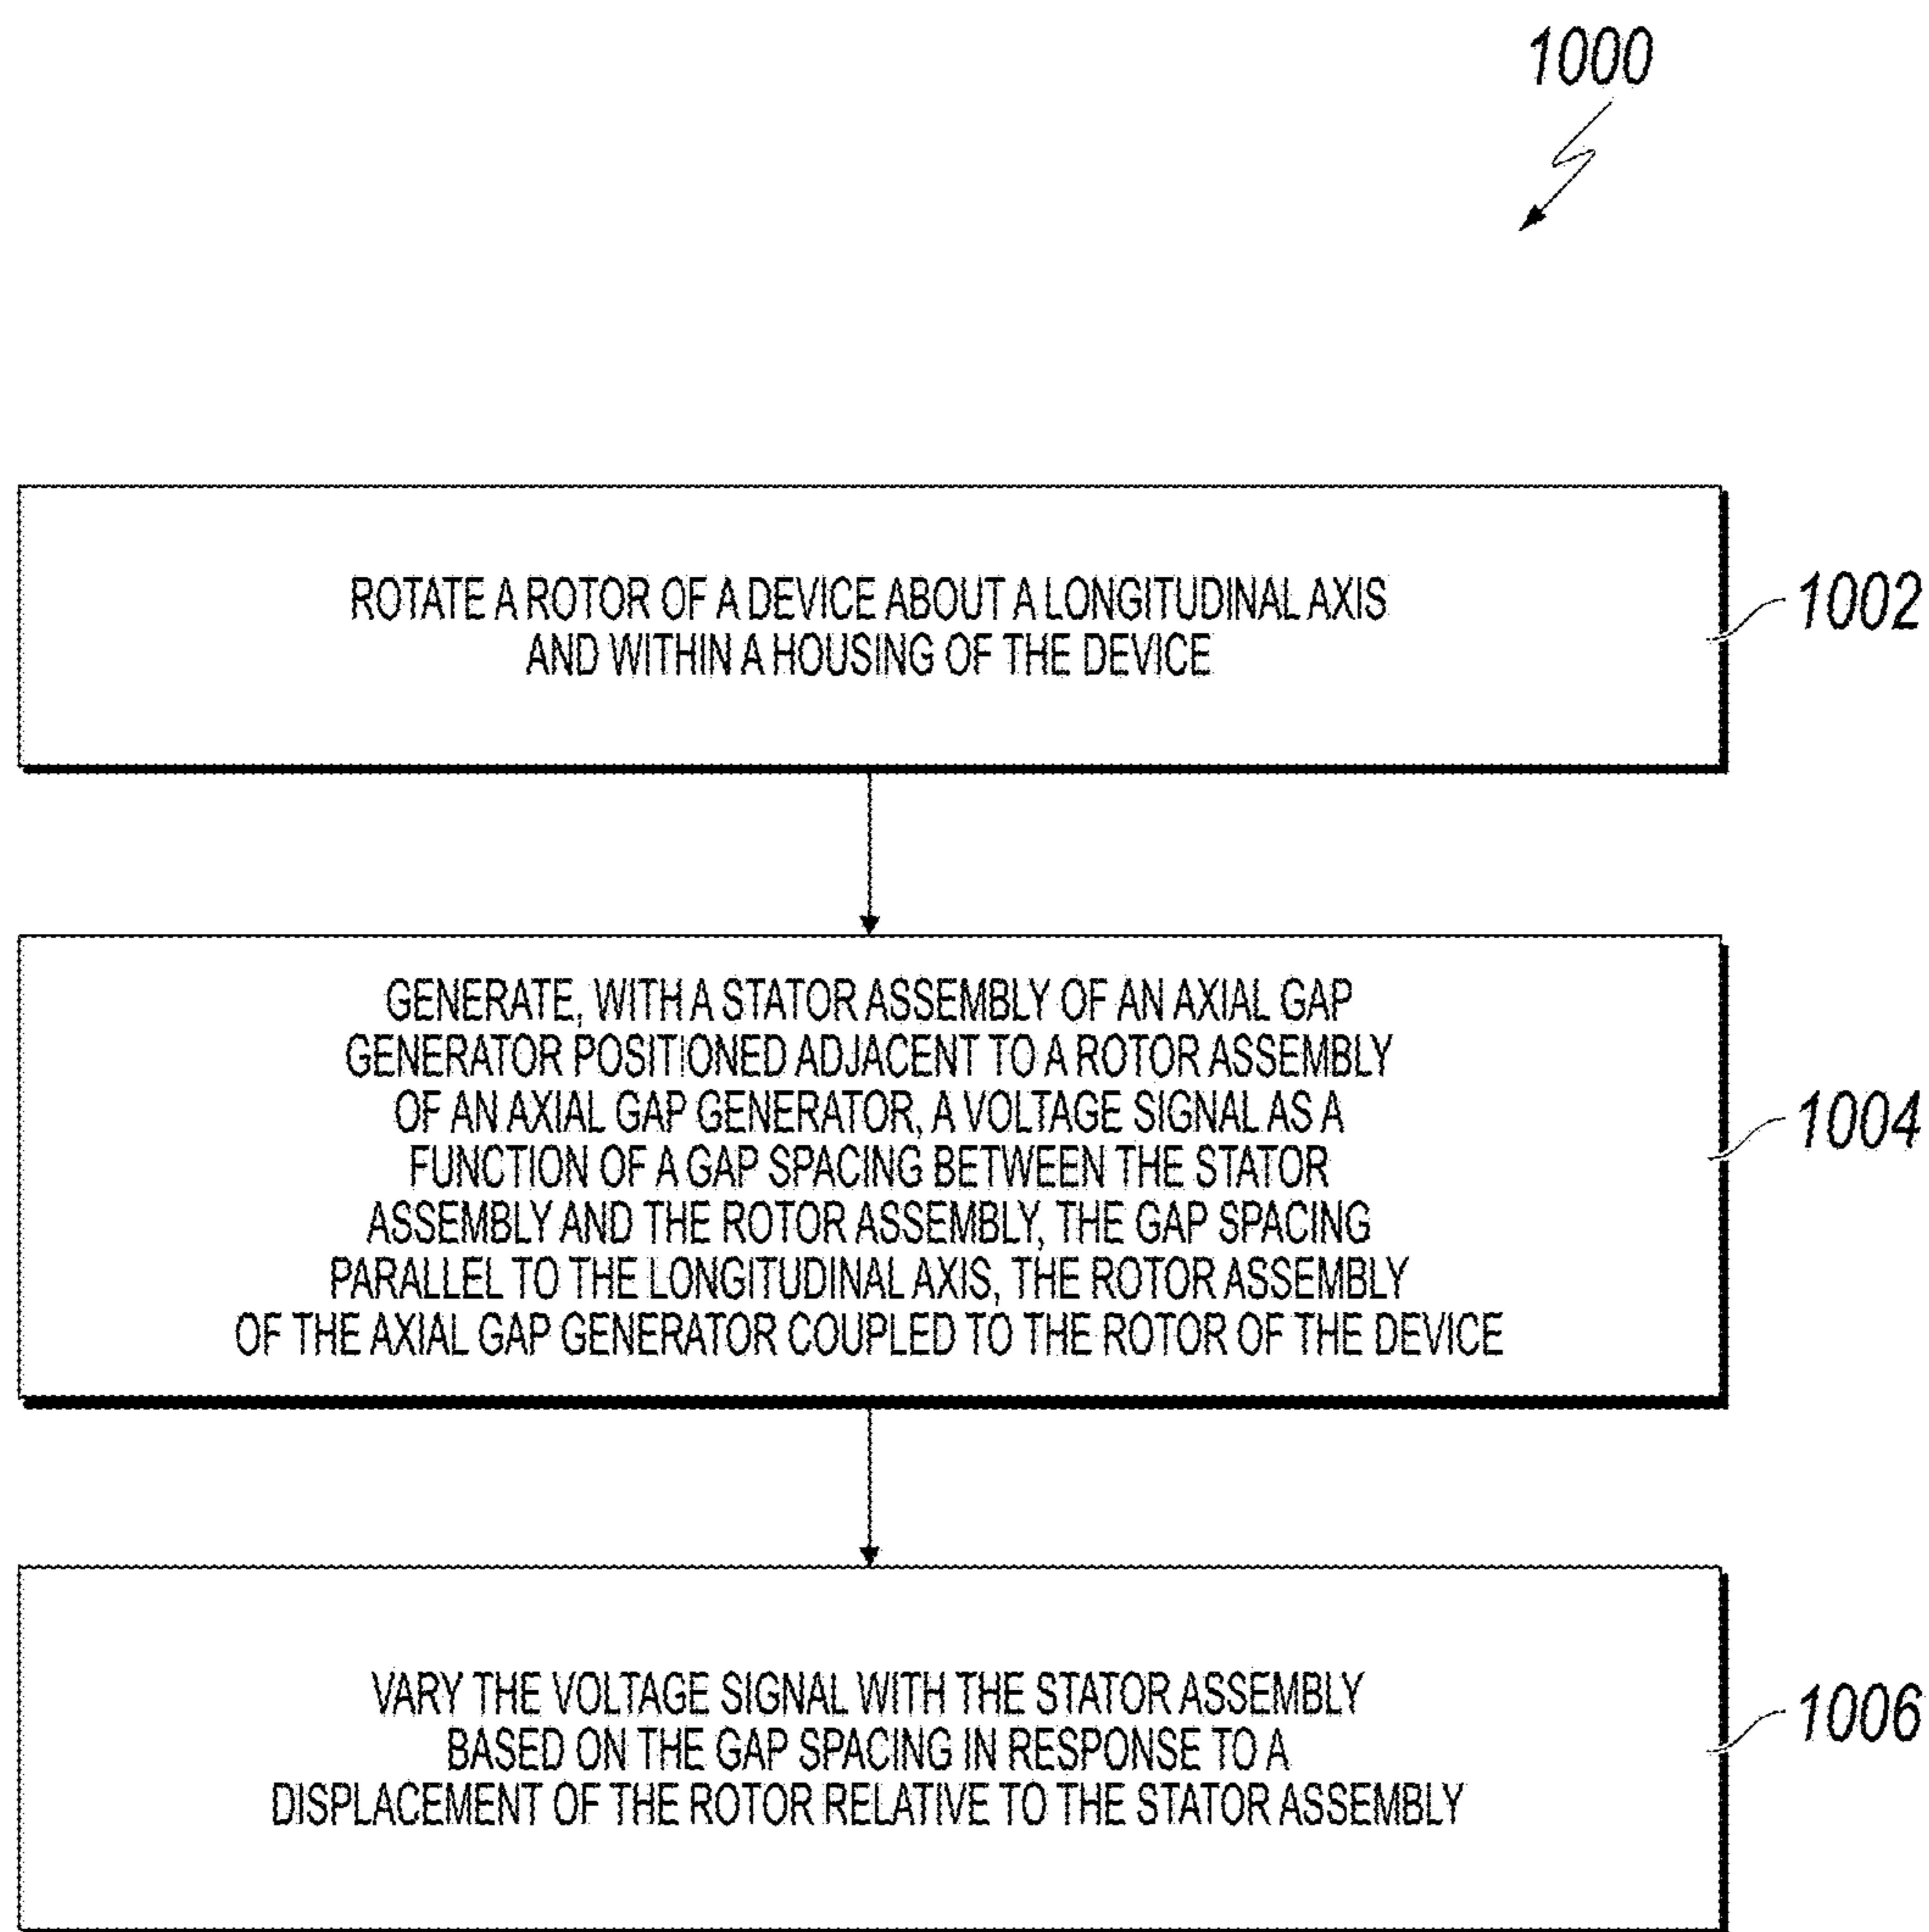 1000
ROTATE A ROTOR OF A DEVICE ABOUT A LONGITUDINAL AXIS
AND WITHIN A HOUSING OF THE DEVICE
1002
GENERATE, WITH A STATOR ASSEMBLY OF AN AXIAL GAP
GENERATOR POSITIONED ADJACENT TO A ROTOR ASSEMBLY
OF AN AXIAL GAP GENERATOR, A VOLTAGE SIGNAL AS A
FUNCTION OF A GAP SPACING BETWEEN THE STATOR
ASSEMBLY AND THE ROTOR ASSEMBLY, THE GAP SPACING
PARALLEL TO THE LONGITUDINAL AXIS, THE ROTOR ASSEMBLY
OF THE AXIAL GAP GENERATOR COUPLED TO THE ROTOR OF THE DEVICE
1004
VARY THE VOLTAGE SIGNAL WITH THE STATOR ASSEMBLY
BASED ON THE GAP SPACING IN RESPONSE TO A
DISPLACEMENT OF THE ROTOR RELATIVE TO THE STATOR ASSEMBLY
1006